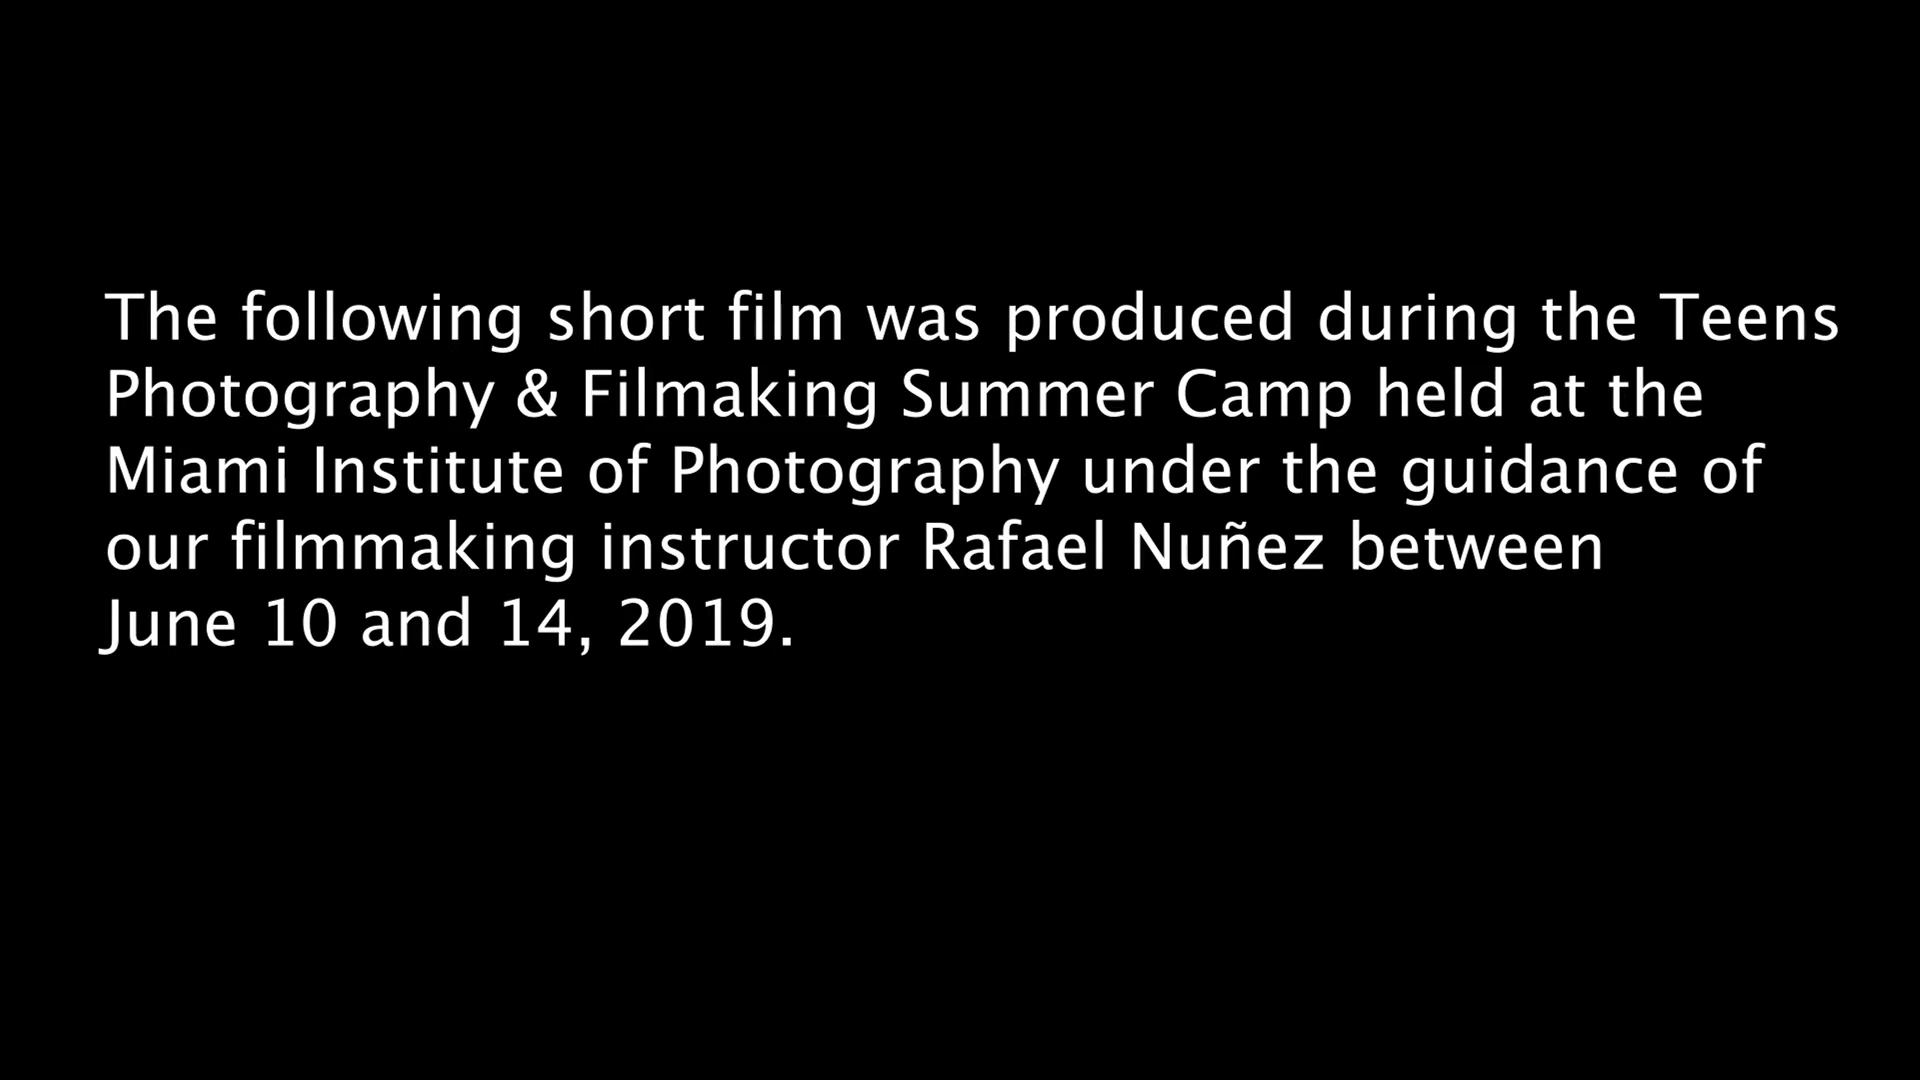 The following short film was produced during the Teens
Photography & Filmaking Summer Camp held at the
Miami Institute of Photography under the guidance of
our filmmaking instructor Rafael Nuñez between
June 10 and 14, 2019.